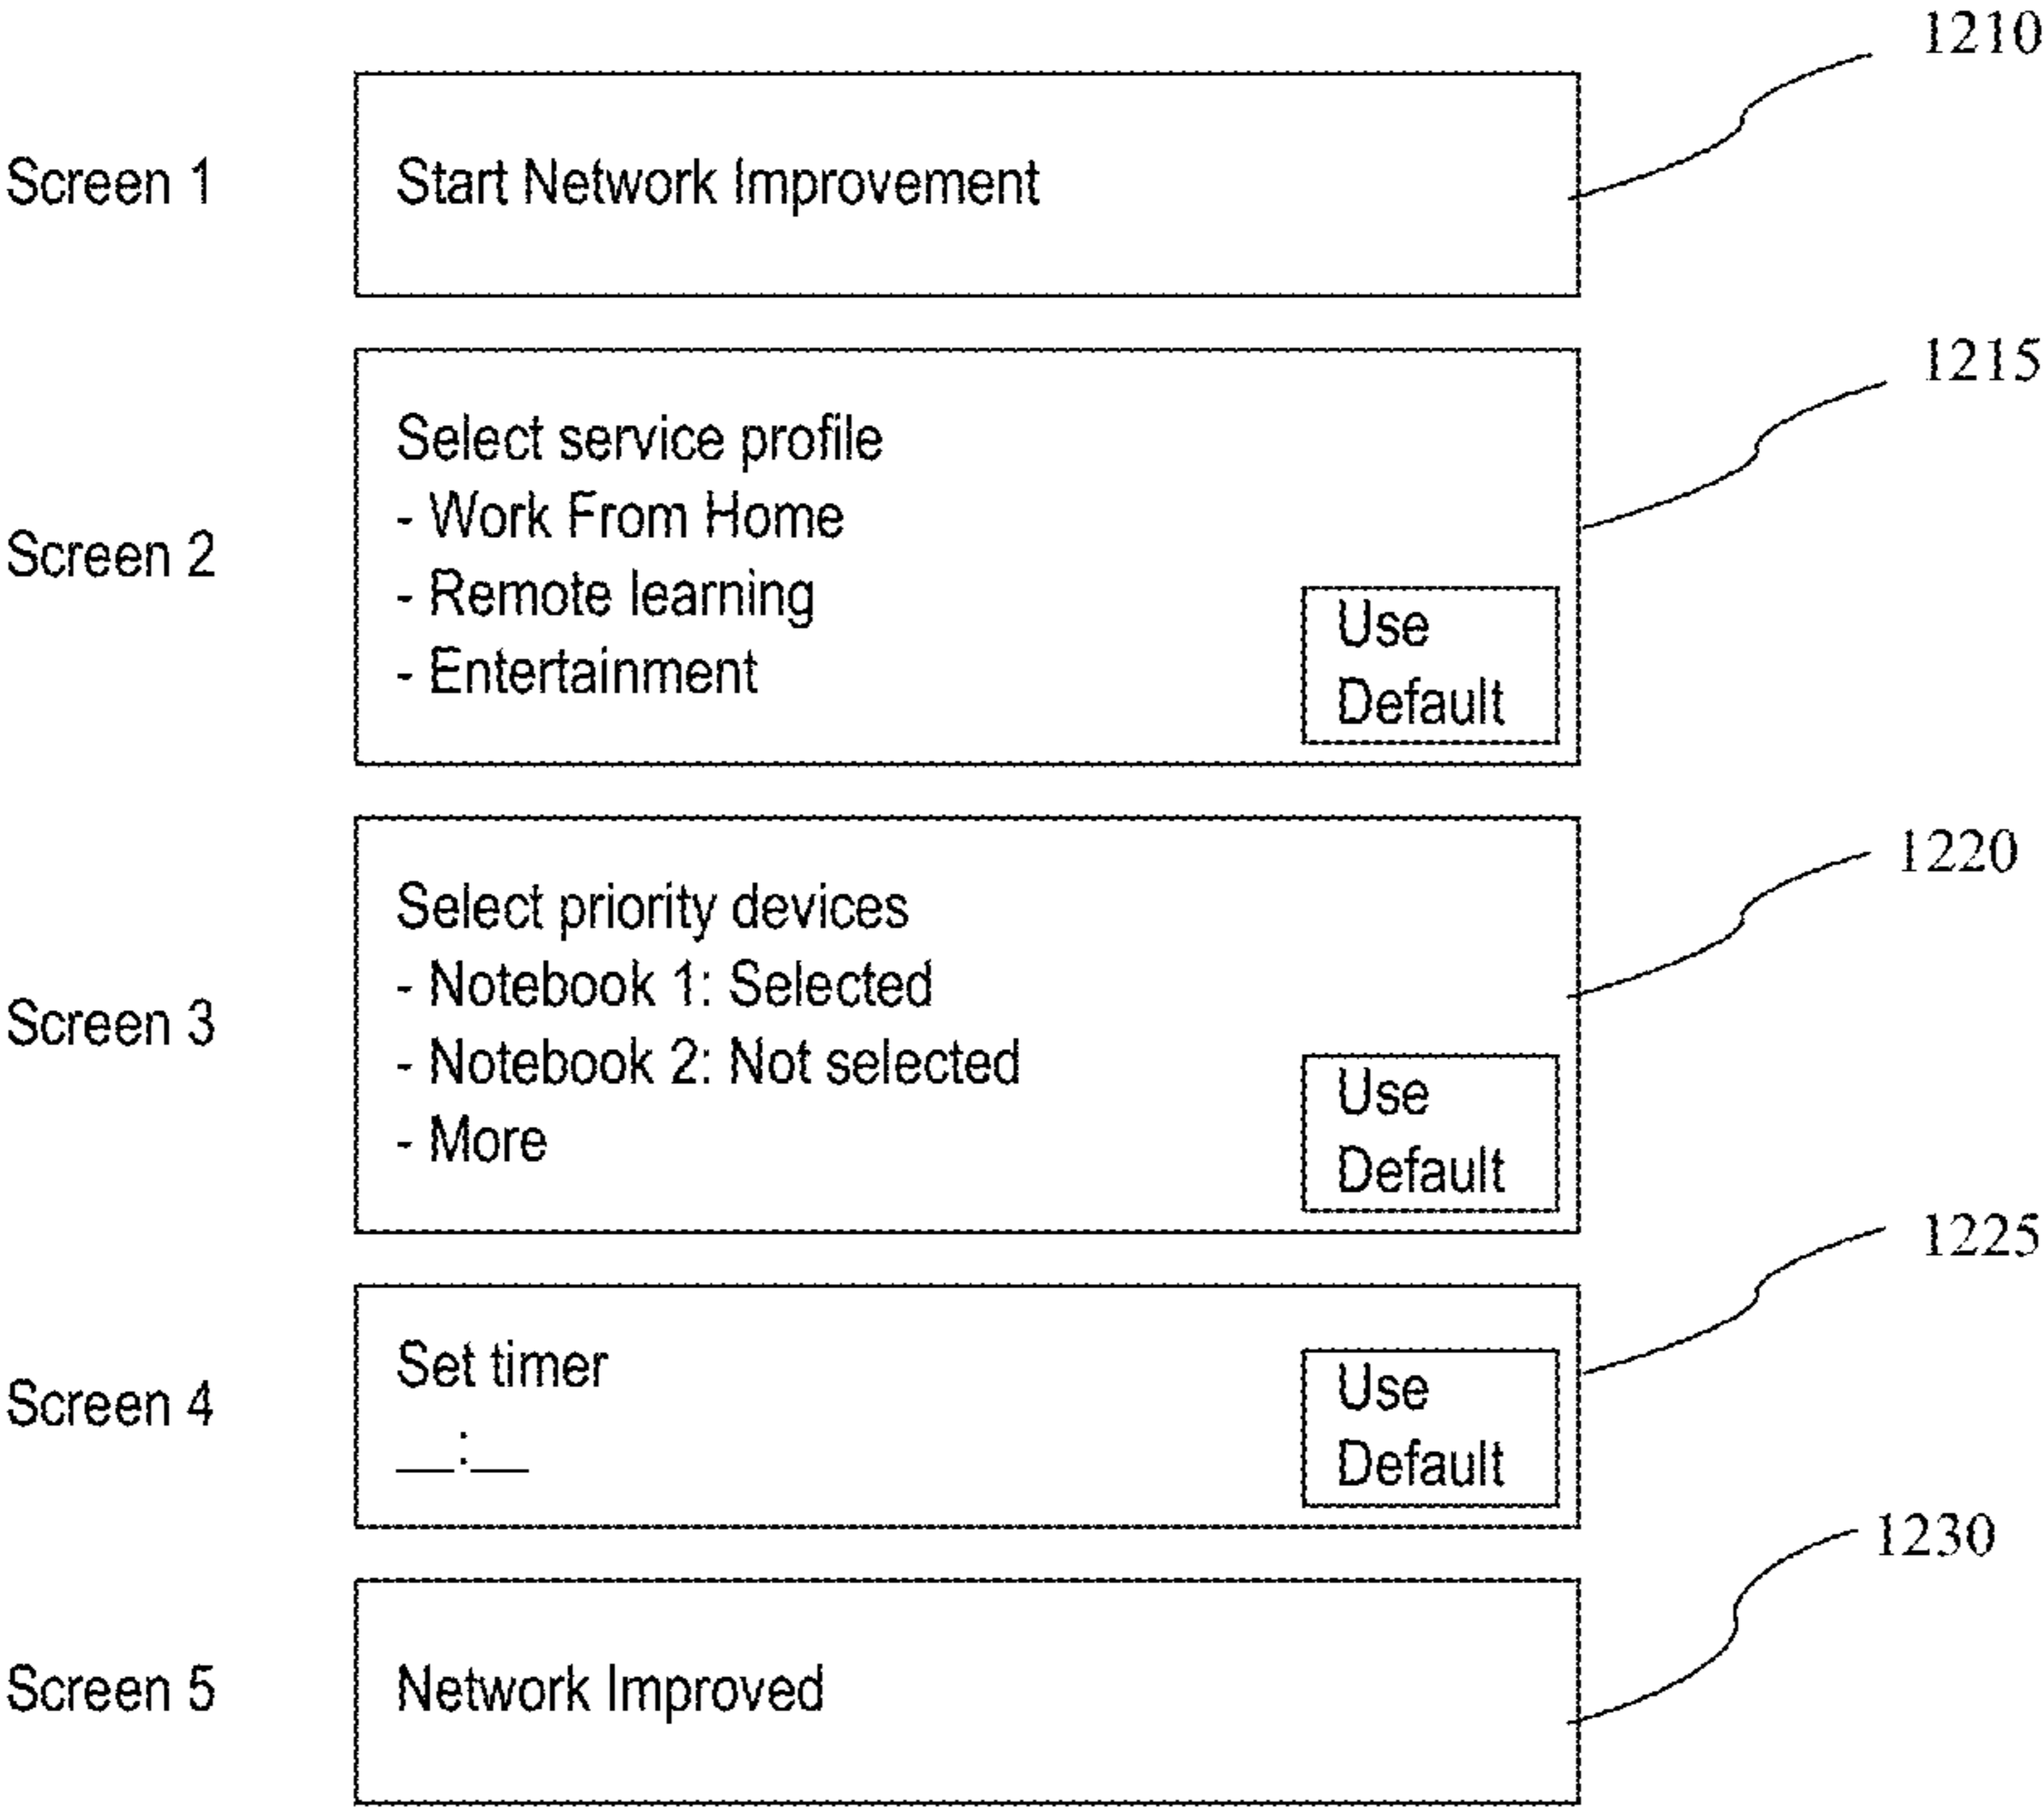 1210
Screen 1
Start Network Improvement
1215
Screen 2
Select service profile
- Work From Home
- Remote learning
- Entertainment
Use
Default
1220
Screen 3
Select priority devices
- Notebook 1: Selected
- Notebook 2: Not selected
- More
Use
Default
1225
Screen 4
Set timer
__:__
Use
Default
1230
Screen 5
Network Improved